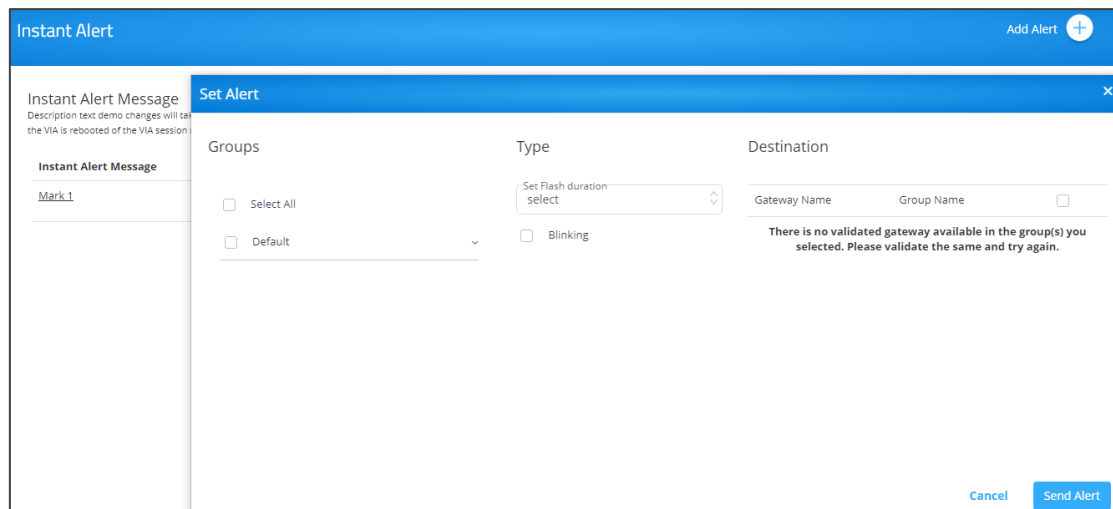 Instant Alert
Add Alert
Instant Alert Message
Description text demo changes will
the VIA is rebooted of the VIA session
Instant Alert Message
Mark 1
Set Alert
Groups
Select All
Default
Type
Set Flash duration
select
Blinking
Destination
Gateway Name Group Name
There is no validated gateway available in the group(s) you
selected. Please validate the same and try again.
Cancel Send Alert